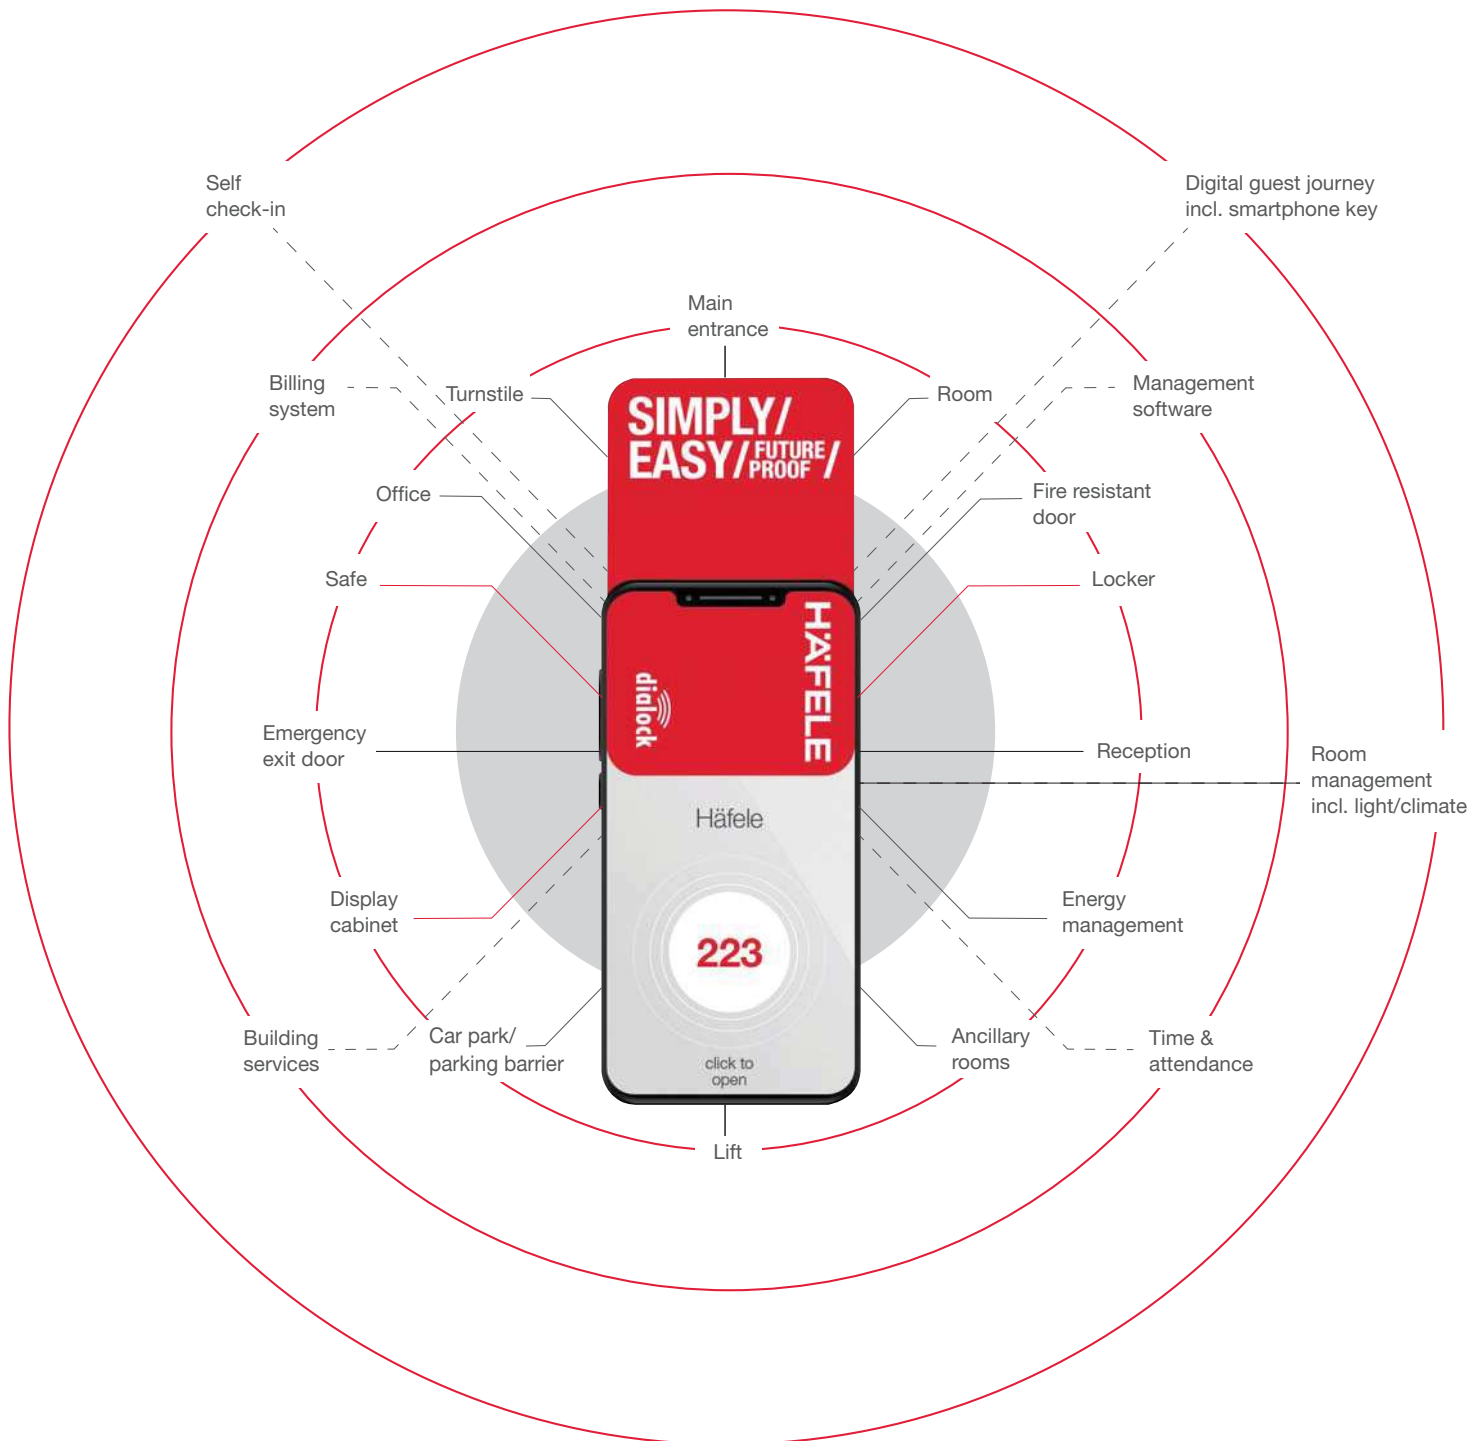 Self
check-in
Digital guest journey
incl. smartphone key
Main
entrance
Billing
system
Turnstile
Room
Management
software
SIMPLY/
EASY/FUTURE PROOF/
Office
Fire resistant
door
Safe
Locker
HÄFELE
dialock
Emergency
exit door
Reception
Room
management
incl. light/climate
Häfele
Display
cabinet
Energy
management
223
Building
services
Car park/
parking barrier
Ancillary
rooms
Time &
attendance
click to
open
Lift